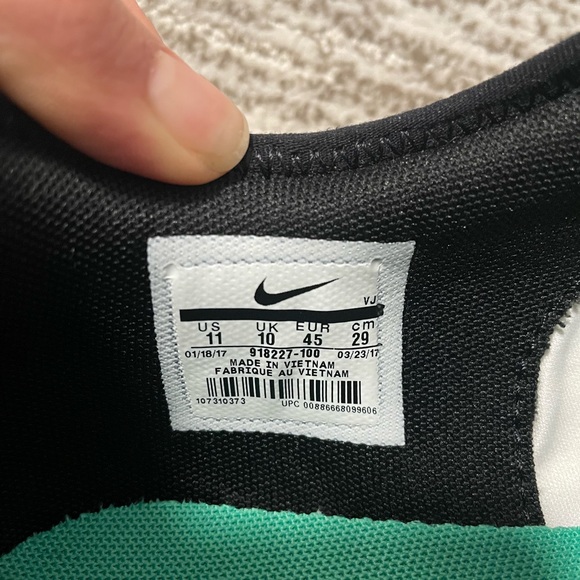 VJ
US UK EUR cm
11 10 45 29
01/18/17 918227-100 03/23/17
MADE IN VIETNAM
FABRIQUE AU VIETNAM
107310373 UPC 00886668099606